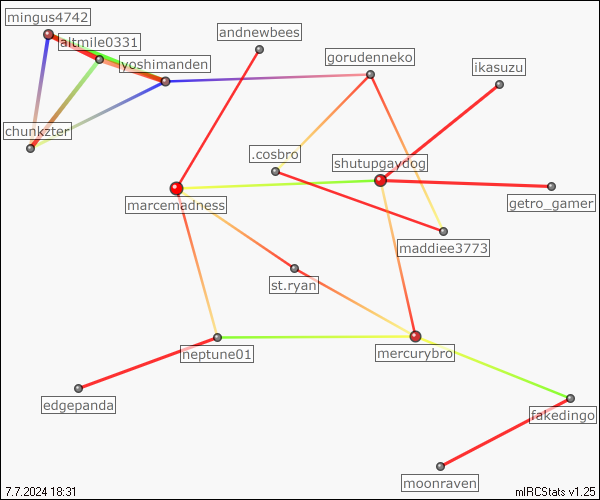 mingus4742
andnewbees
altmile0331
gorudenneko
yoshimanden
ikasuzu
chunkzter
.cosbro
shutupgaydog
marcemadness
getro_gamer
maddiee3773
st.ryan
neptune01
mercurybro
edgepanda
fakedingo
moonraven
7.7.2024 18:31
mIRCStats v1.25